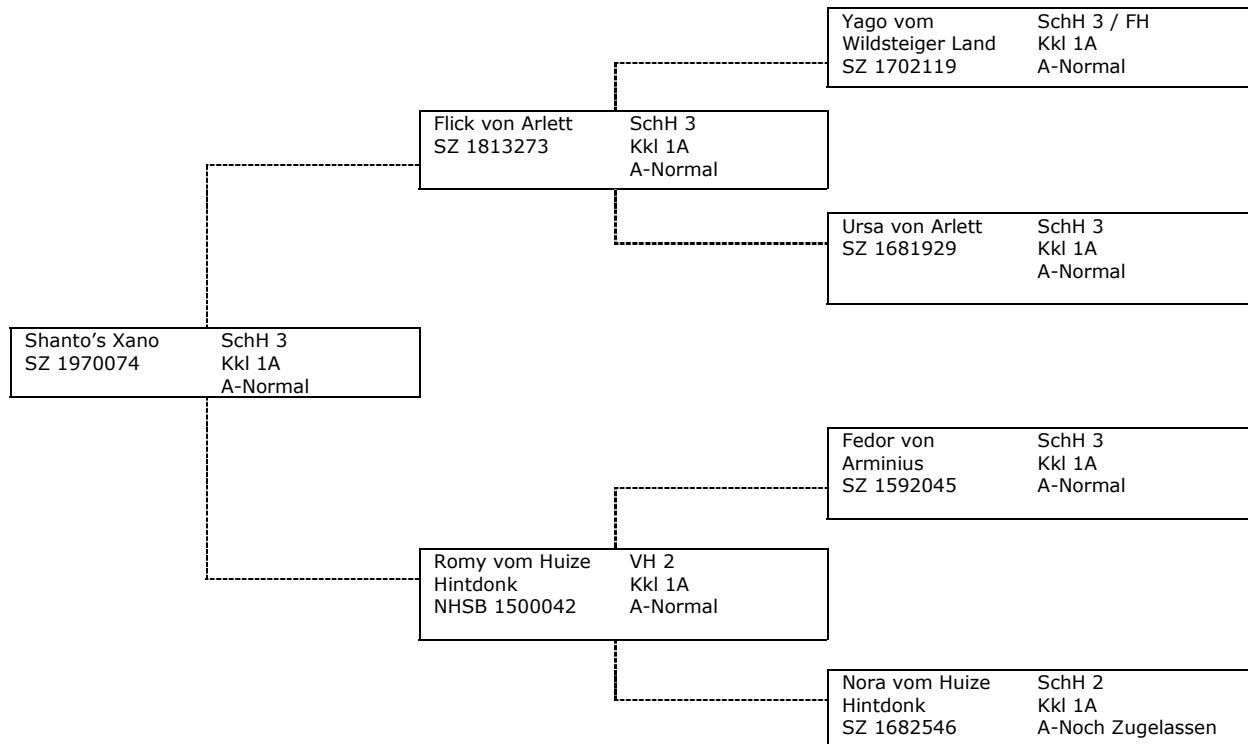 Yago vom SchH 3 / FH
Wildsteiger Land Kkl 1A
SZ 1702119 A-Normal
Flick von Arlett SchH 3
SZ 1813273 Kkl 1A
A-Normal
Ursa von Arlett SchH 3
SZ 1681929 Kkl 1A
A-Normal
Shanto's Xano SchH 3
SZ 1970074 Kkl 1A
A-Normal
Fedor von SchH 3
Arminius Kkl 1A
SZ 1592045 A-Normal
Romy vom Huize VH 2
Hintdonk Kkl 1A
NHSB 1500042 A-Normal
Nora vom Huize SchH 2
Hintdonk Kkl 1A
SZ 1682546 A-Noch Zugelassen